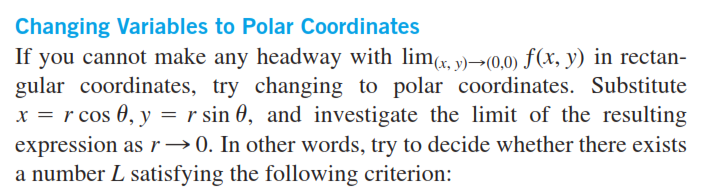 Changing Variables to Polar Coordinates
If you cannot make any headway with lim(x, y)→(0,0) f(x, y) in rectan-
gular coordinates, try changing to polar coordinates. Substitute
x = r cos θ, y = r sin θ, and investigate the limit of the resulting
expression as r → 0. In other words, try to decide whether there exists
a number L satisfying the following criterion: